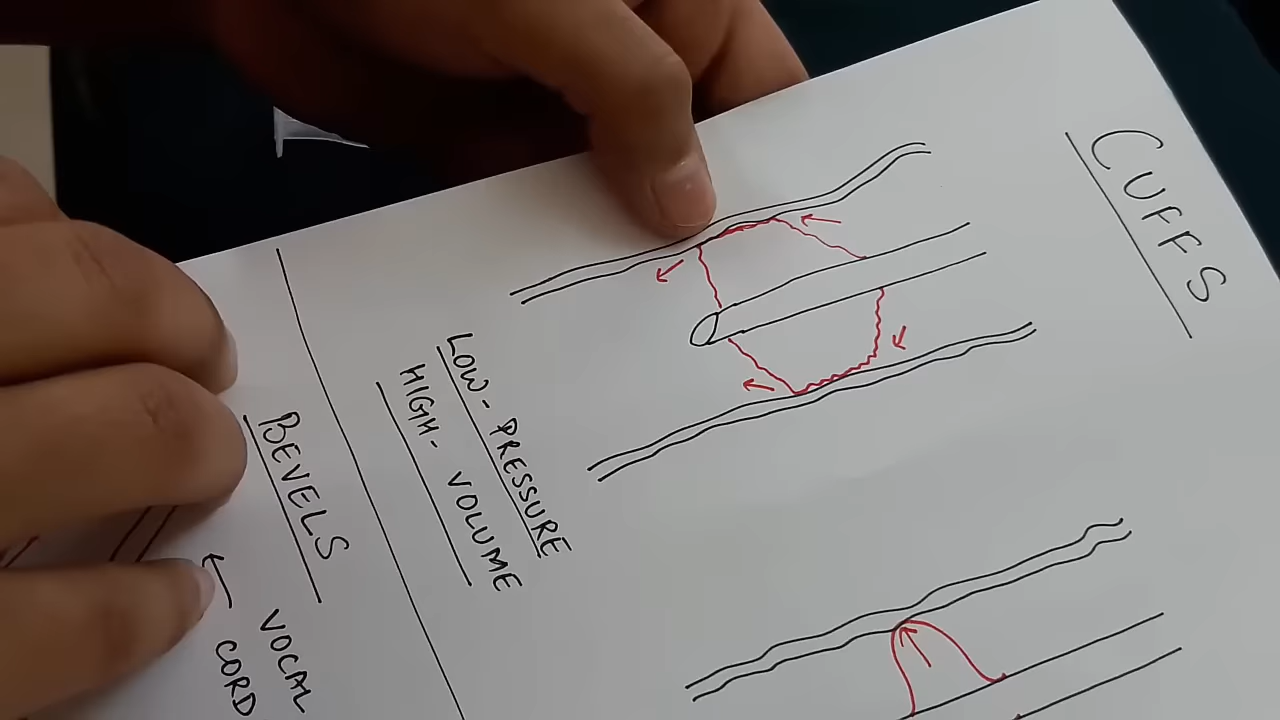 CUFFS
LOW-PRESSURE
HIGH-VOLUME
BEVELS
VOCAL
CORD